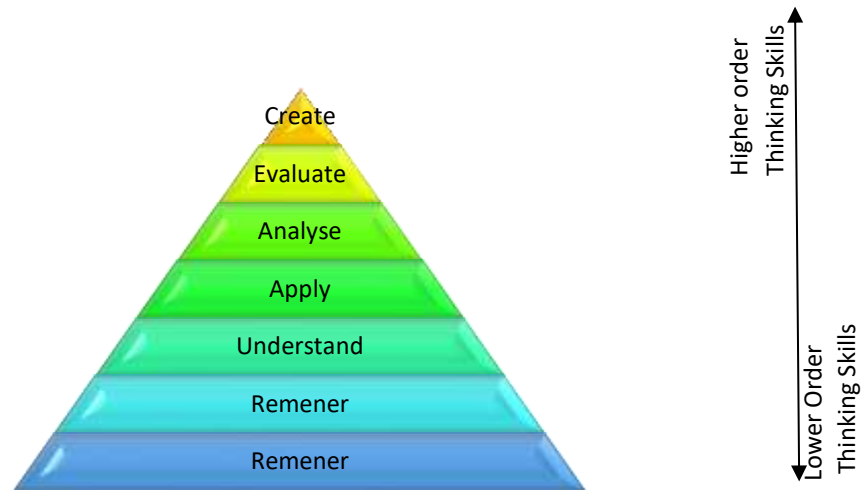 Create
Evaluate
Analyse
Apply
Understand
Remener
Remener
Higher order
Thinking Skills
Lower Order
Thinking Skills